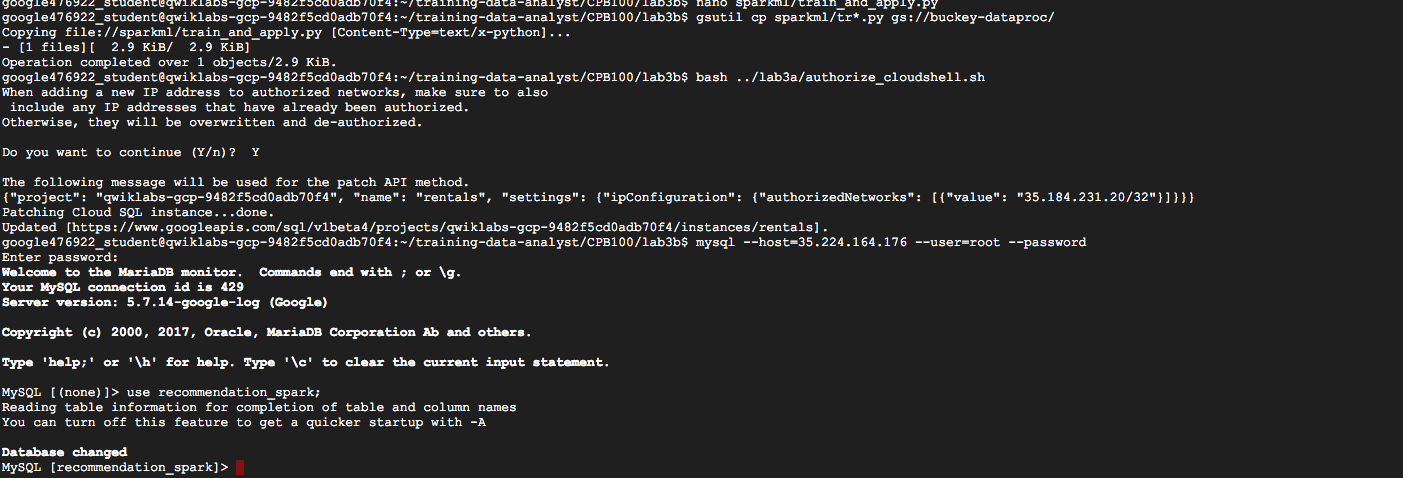 google476922_student@qwiklabs-gcp-9482f5cd0adb70f4:~/training-data-analyst/CPB100/lab3b$ nano sparkml/train_and_apply.py
google476922_student@qwiklabs-gcp-9482f5cd0adb70f4:~/training-data-analyst/CPB100/lab3b$ gsutil cp sparkml/tr*.py gs://buckey-dataproc/
Copying file://sparkml/train_and_apply.py [Content-Type=text/x-python]...
- [1 files][  2.9 KiB/  2.9 KiB]
Operation completed over 1 objects/2.9 KiB.
google476922_student@qwiklabs-gcp-9482f5cd0adb70f4:~/training-data-analyst/CPB100/lab3b$ bash ../lab3a/authorize_cloudshell.sh
When adding a new IP address to authorized networks, make sure to also
 include any IP addresses that have already been authorized.
Otherwise, they will be overwritten and de-authorized.
Do you want to continue (Y/n)?  Y
The following message will be used for the patch API method.
{"project": "qwiklabs-gcp-9482f5cd0adb70f4", "name": "rentals", "settings": {"ipConfiguration": {"authorizedNetworks": [{"value": "35.184.231.20/32"}]}}}
Patching Cloud SQL instance...done.
Updated [https://www.googleapis.com/sql/v1beta4/projects/qwiklabs-gcp-9482f5cd0adb70f4/instances/rentals].
google476922_student@qwiklabs-gcp-9482f5cd0adb70f4:~/training-data-analyst/CPB100/lab3b$ mysql --host=35.224.164.176 --user=root --password
Enter password:
Welcome to the MariaDB monitor.  Commands end with ; or \g.
Your MySQL connection id is 429
Server version: 5.7.14-google-log (Google)
Copyright (c) 2000, 2017, Oracle, MariaDB Corporation Ab and others.
Type 'help;' or '\h' for help. Type '\c' to clear the current input statement.
MySQL [(none)]> use recommendation_spark;
Reading table information for completion of table and column names
You can turn off this feature to get a quicker startup with -A
Database changed
MySQL [recommendation_spark]>